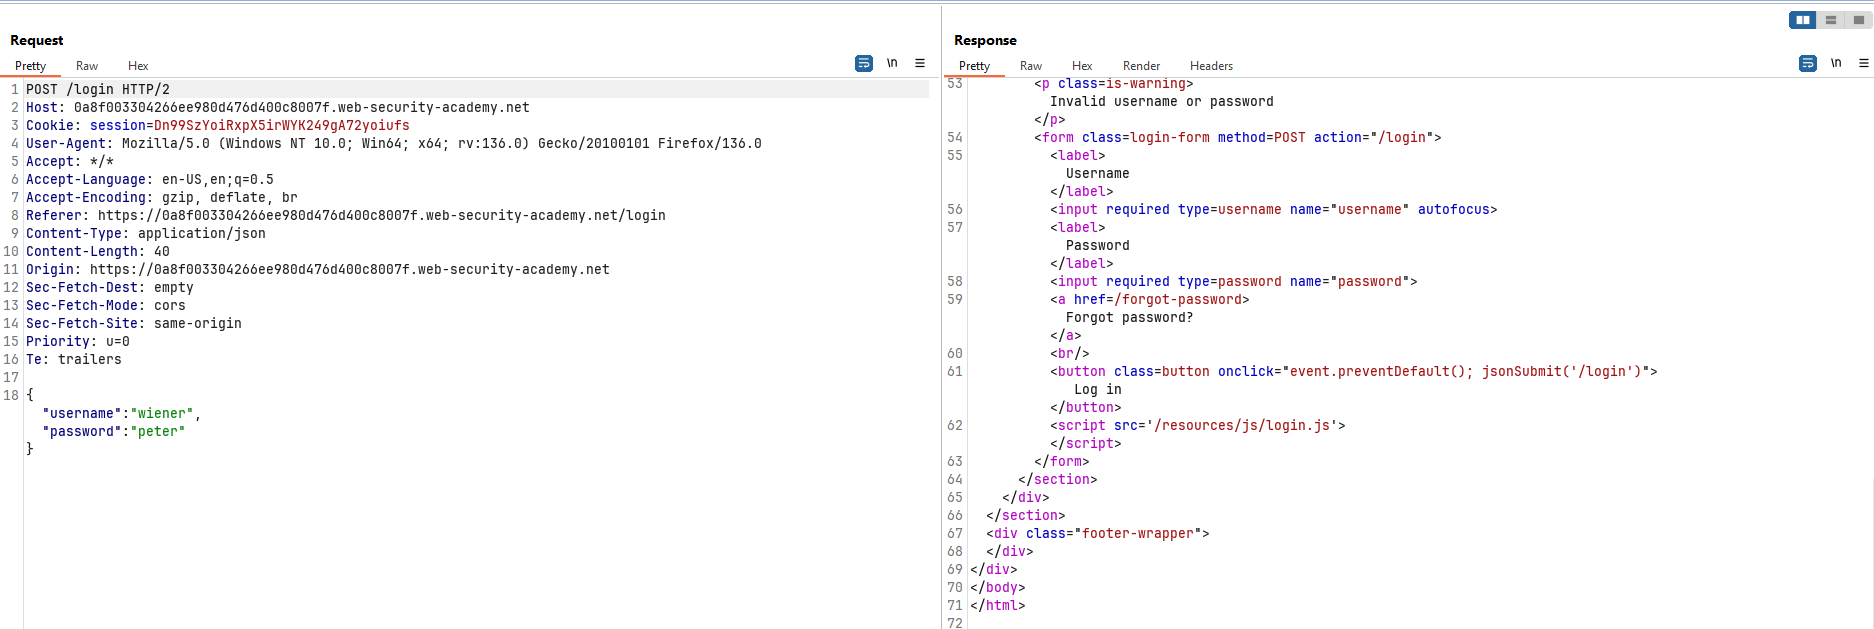 Request
Pretty Raw Hex
\n
1 POST /login HTTP/2
2 Host: 0a8f003304266ee980d476d400c8007f.web-security-academy.net
3 Cookie: session=Dn99SzYoiRxpX5irWYK249gA72yoiufs
4 User-Agent: Mozilla/5.0 (Windows NT 10.0; Win64; x64; rv:136.0) Gecko/20100101 Firefox/136.0
5 Accept: */*
6 Accept-Language: en-US,en;q=0.5
7 Accept-Encoding: gzip, deflate, br
8 Referer: https://0a8f003304266ee980d476d400c8007f.web-security-academy.net/login
9 Content-Type: application/json
10 Content-Length: 40
11 Origin: https://0a8f003304266ee980d476d400c8007f.web-security-academy.net
12 Sec-Fetch-Dest: empty
13 Sec-Fetch-Mode: cors
14 Sec-Fetch-Site: same-origin
15 Priority: u=0
16 Te: trailers
17
18 {
"username":"wiener",
"password":"peter"
}
Response
Pretty Raw Hex Render Headers
\n
53 <p class=is-warning>
Invalid username or password
</p>
54 <form class=login-form method=POST action="/login">
55 <label>
Username
</label>
56 <input required type=username name="username" autofocus>
57 <label>
Password
</label>
58 <input required type=password name="password">
59 <a href=/forgot-password>
Forgot password?
</a>
60 <br/>
61 <button class=button onclick="event.preventDefault(); jsonSubmit('/login')">
Log in
</button>
62 <script src='/resources/js/login.js'>
</script>
63 </form>
64 </section>
65 </div>
66 </section>
67 <div class="footer-wrapper">
68 </div>
69 </div>
70 </body>
71 </html>
72